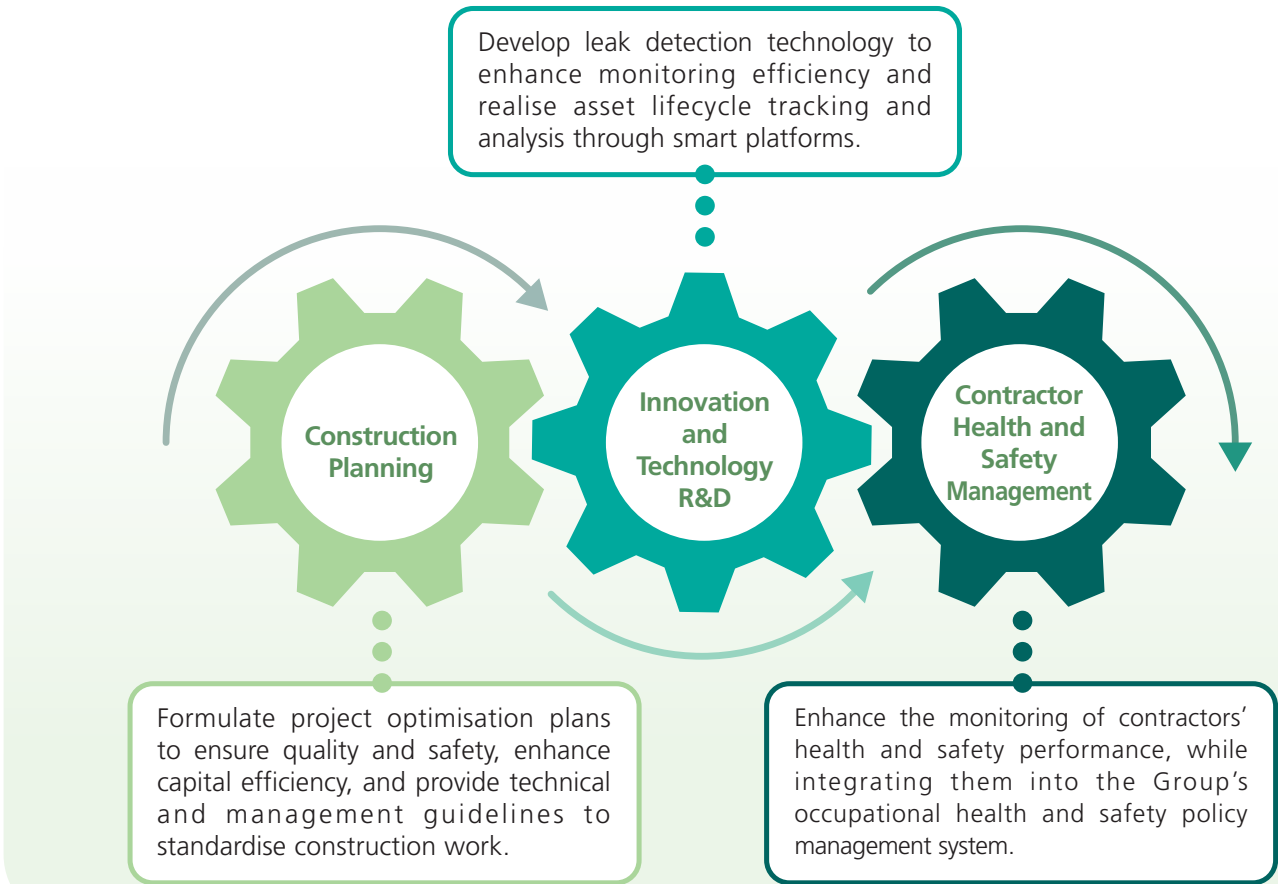 Develop leak detection technology to
enhance monitoring efficiency and
realise asset lifecycle tracking and
analysis through smart platforms.
Construction
Planning
Innovation
and
Technology
R&D
Contractor
Health and
Safety
Management
Formulate project optimisation plans
to ensure quality and safety, enhance
capital efficiency, and provide technical
and management guidelines to
standardise construction work.
Enhance the monitoring of contractors’
health and safety performance, while
integrating them into the Group’s
occupational health and safety policy
management system.